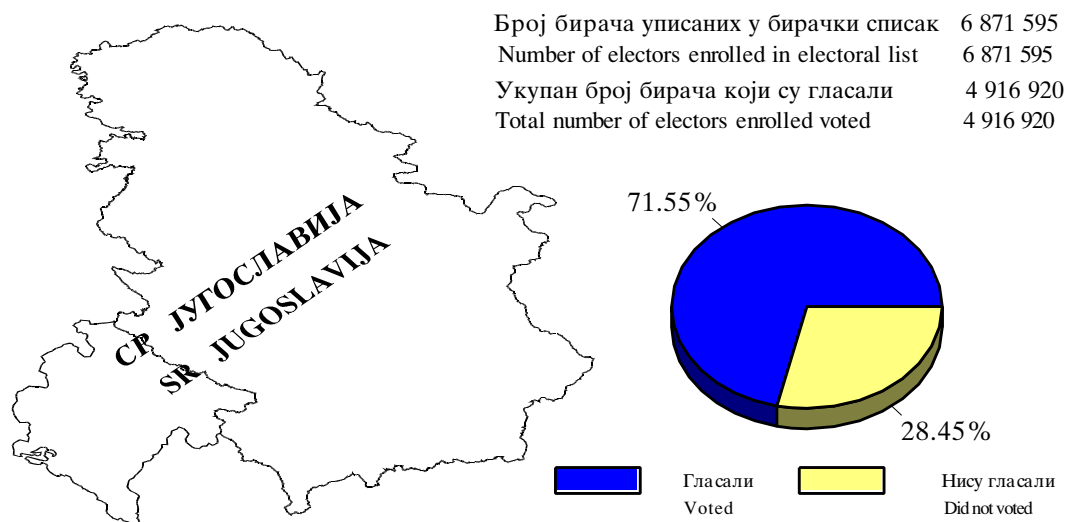 Број бирача уписаних у бирачки списак 6 871 595
Number of electors enrolled in electoral list 6 871 595
Укупан број бирача који су гласали 4 916 920
Total number of electors enrolled voted 4 916 920
СР ЈУГОСЛАВИЈА
SR JUGOSLAVIJA
71.55%
28.45%
Гласали
Voted
Нису гласали
Did not voted